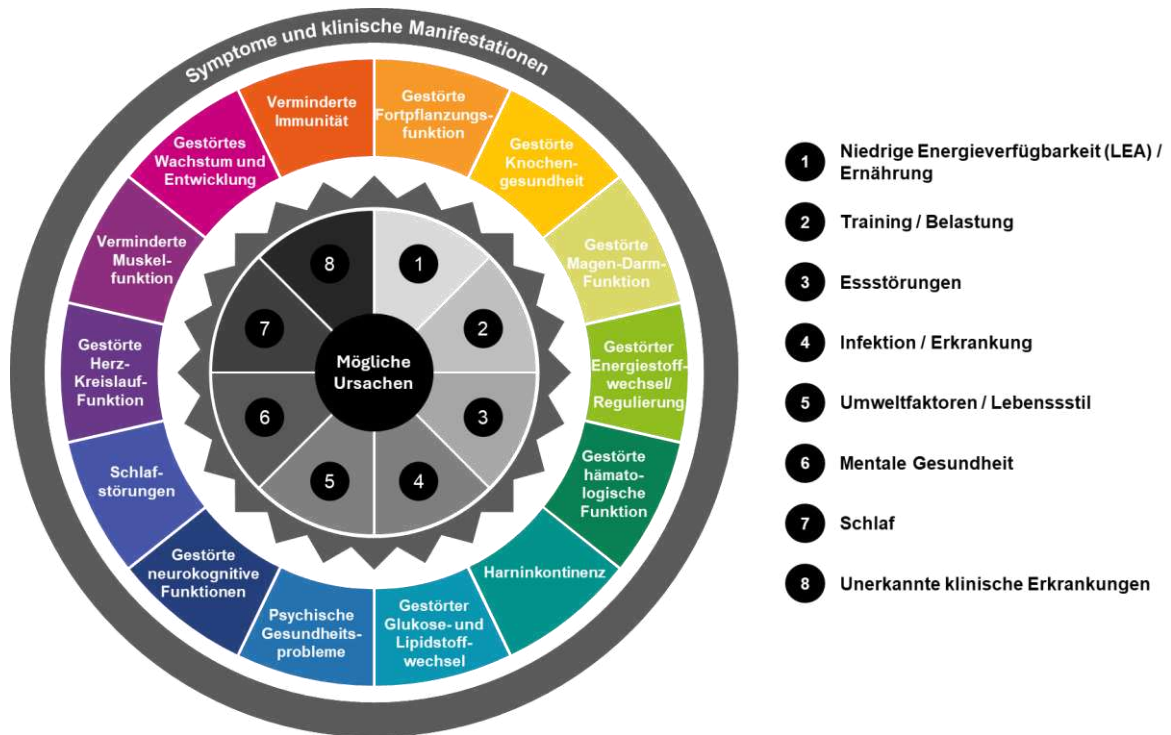 Symptome und klinische Manifestationen
Gestörte
Fortpflanzungs-
funktion
Gestörte
Knochen-
gesundheit
Gestörte
Magen-Darm-
Funktion
Gestörter
Energiestoff-
wechsel/
Regulierung
Gestörte
hämato-
logische
Funktion
Harninkontinenz
Gestörter
Glukose- und
Lipidstoff-
wechsel
Psychische
Gesundheits-
probleme
Gestörte
neurokognitive
Funktionen
Schlaf-
störungen
Gestörte
Herz-
Kreislauf-
Funktion
Verminderte
Muskel-
funktion
Gestörtes
Wachstum und
Entwicklung
Verminderte
Immunität
1
2
3
4
5
6
7
8
Mögliche
Ursachen
1 Niedrige Energieverfügbarkeit (LEA) /
Ernährung
2 Training / Belastung
3 Essstörungen
4 Infektion / Erkrankung
5 Umweltfaktoren / Lebenssstil
6 Mentale Gesundheit
7 Schlaf
8 Unerkannte klinische Erkrankungen